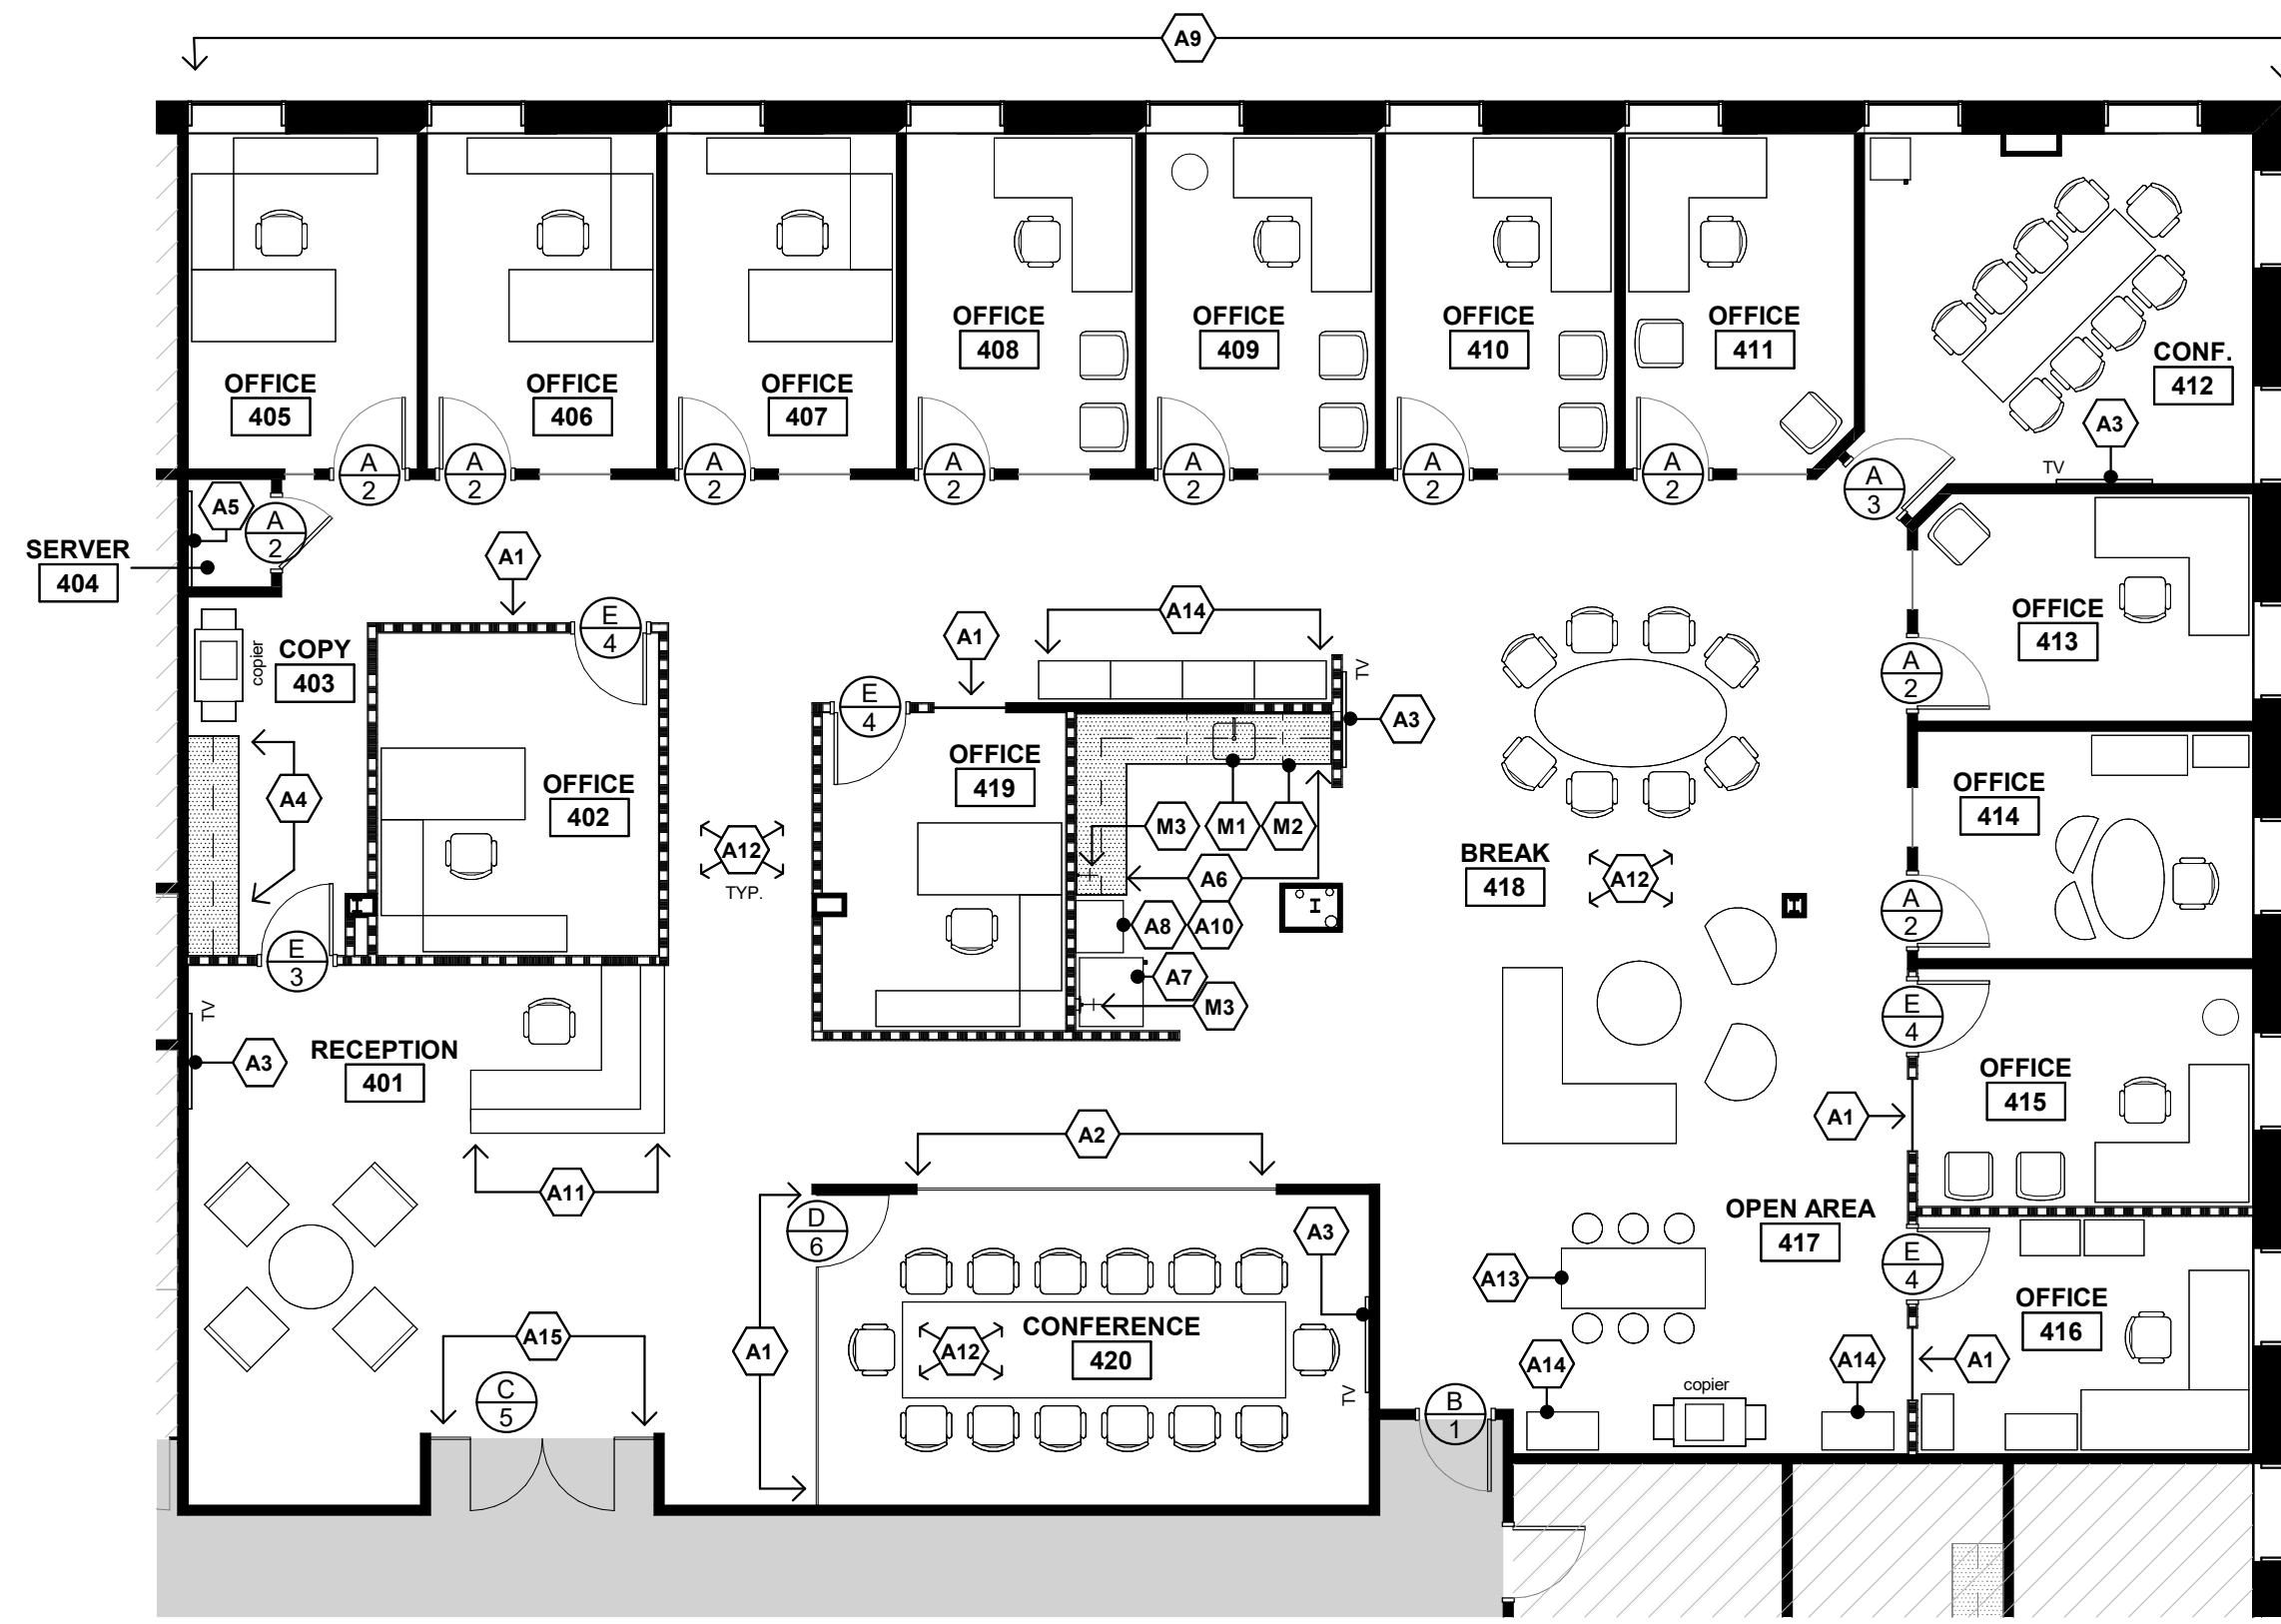 A9
OFFICE
405
OFFICE
406
OFFICE
407
OFFICE
408
OFFICE
409
OFFICE
410
OFFICE
411
CONF.
412
A3
TV
A
2
A
2
A
2
A
2
A
2
A
2
A
2
A
3
A5
A
2
SERVER
404
A1
E
4
COPY
403
copier
A4
OFFICE
402
E
3
A12
TYP.
A1
A14
TV
A3
E
4
OFFICE
419
M3
M1
M2
A6
A8
A10
A7
M3
I
BREAK
418
A12
I
OFFICE
413
A
2
OFFICE
414
A
2
E
4
OFFICE
415
A1
TV
A3
RECEPTION
401
A11
A2
D
6
A3
A1
A12
CONFERENCE
420
TV
A15
C
5
B
1
OPEN AREA
417
A13
A14
copier
A14
E
4
OFFICE
416
A1
I